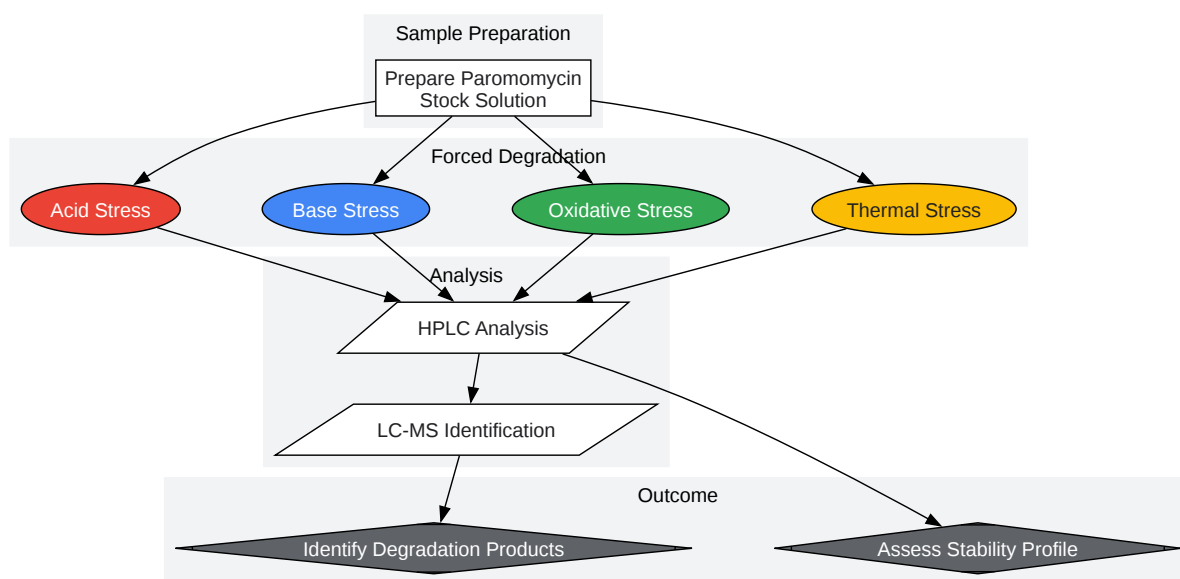 Sample Preparation
Prepare Paromomycin
Stock Solution
Forced Degradation
Acid Stress
Base Stress
Oxidative Stress
Thermal Stress
Analysis
HPLC Analysis
LC-MS Identification
Outcome
Identify Degradation Products
Assess Stability Profile